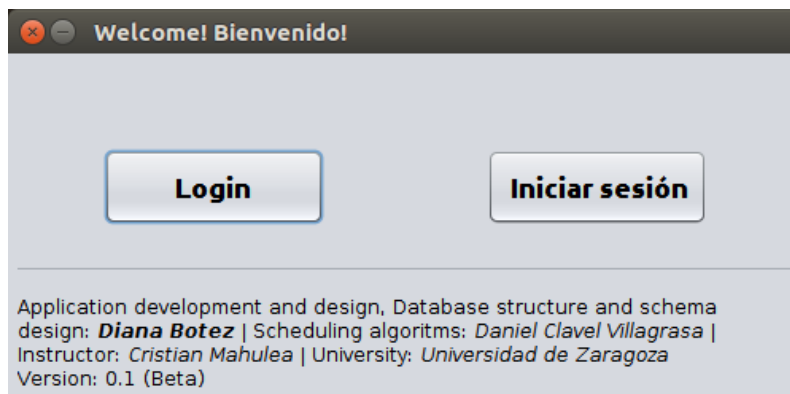 Welcome! Bienvenido!
Login
Iniciar sesión
Application development and design, Database structure and schema
design: Diana Botez | Scheduling algoritms: Daniel Clavel Villagrasa |
Instructor: Cristian Mahulea | University: Universidad de Zaragoza
Version: 0.1 (Beta)